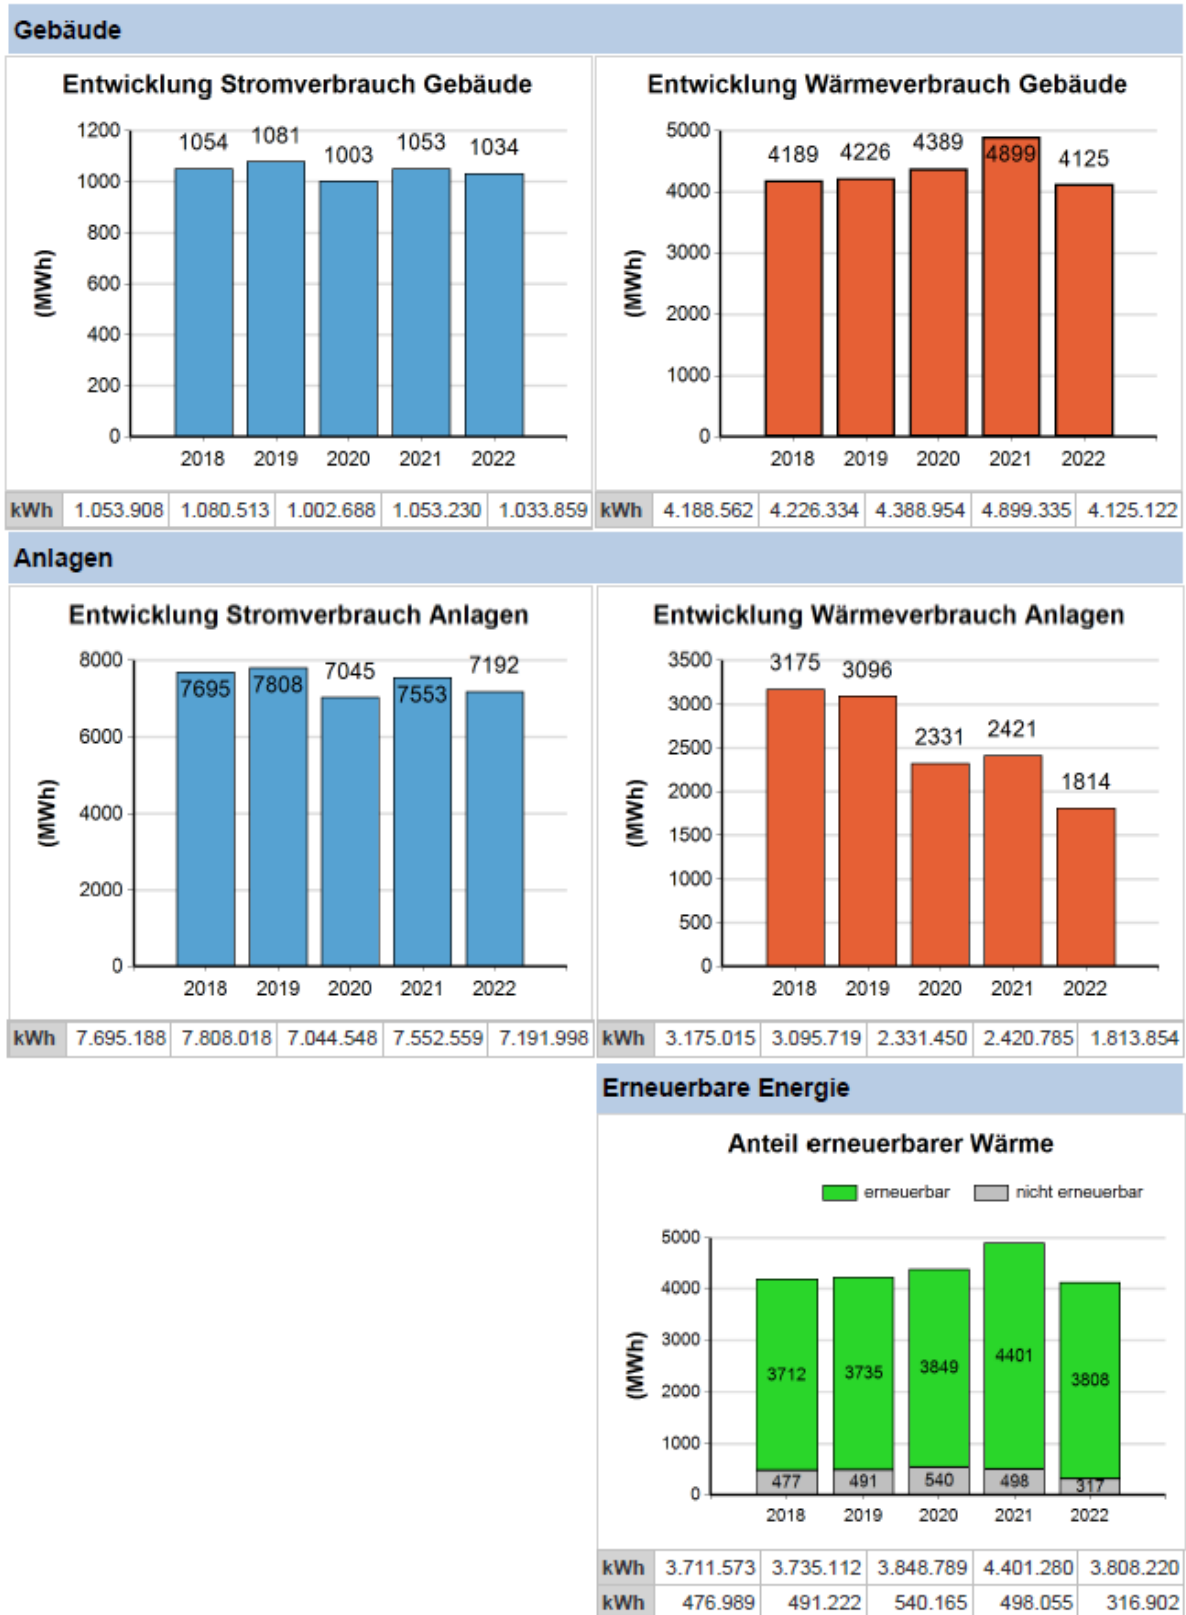 Gebäude
Entwicklung Stromverbrauch Gebäude
1200
1000
800
600
400
200
0
(MWh)
1054 1081 1003 1053 1034
2018 2019 2020 2021 2022
kWh 1.053.908 1.080.513 1.002.688 1.053.230 1.033.859
Entwicklung Wärmeverbrauch Gebäude
5000
4000
3000
2000
1000
0
(MWh)
4189 4226 4389 4899 4125
2018 2019 2020 2021 2022
kWh 4.188.562 4.226.334 4.388.954 4.899.335 4.125.122
Anlagen
Entwicklung Stromverbrauch Anlagen
8000
6000
4000
2000
0
(MWh)
7695 7808 7045 7553 7192
2018 2019 2020 2021 2022
kWh 7.695.188 7.808.018 7.044.548 7.552.559 7.191.998
Entwicklung Wärmeverbrauch Anlagen
3500
3000
2500
2000
1500
1000
500
0
(MWh)
3175 3096 2331 2421 1814
2018 2019 2020 2021 2022
kWh 3.175.015 3.095.719 2.331.450 2.420.785 1.813.854
Erneuerbare Energie
Anteil erneuerbarer Wärme
erneuerbar nicht erneuerbar
5000
4000
3000
2000
1000
0
(MWh)
3712 3735 3849 4401 3808
477 491 540 498 317
2018 2019 2020 2021 2022
kWh 3.711.573 3.735.112 3.848.789 4.401.280 3.808.220
kWh 476.989 491.222 540.165 498.055 316.902